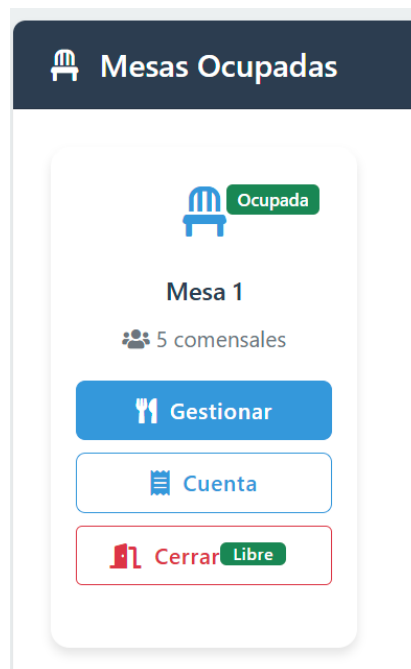 Mesas Ocupadas
Ocupada
Mesa 1
5 comensales
Gestionar
Cuenta
Cerrar Libre